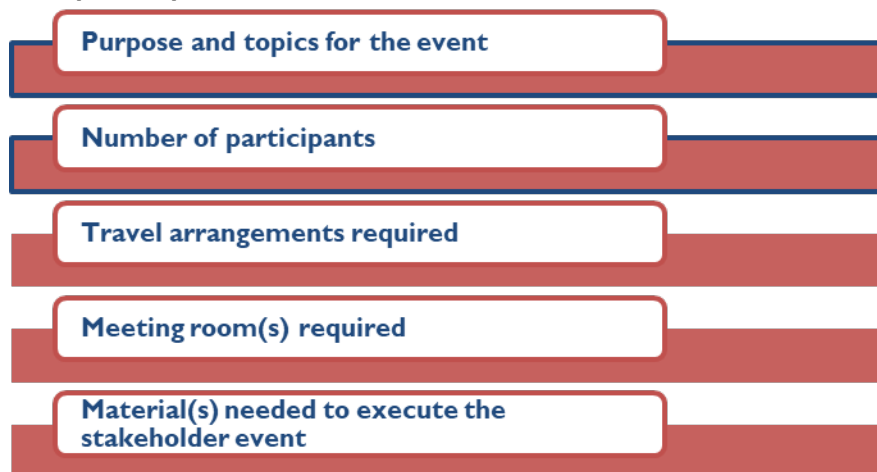 Purpose and topics for the event
Number of participants
Travel arrangements required
Meeting room(s) required
Material(s) needed to execute the
stakeholder event